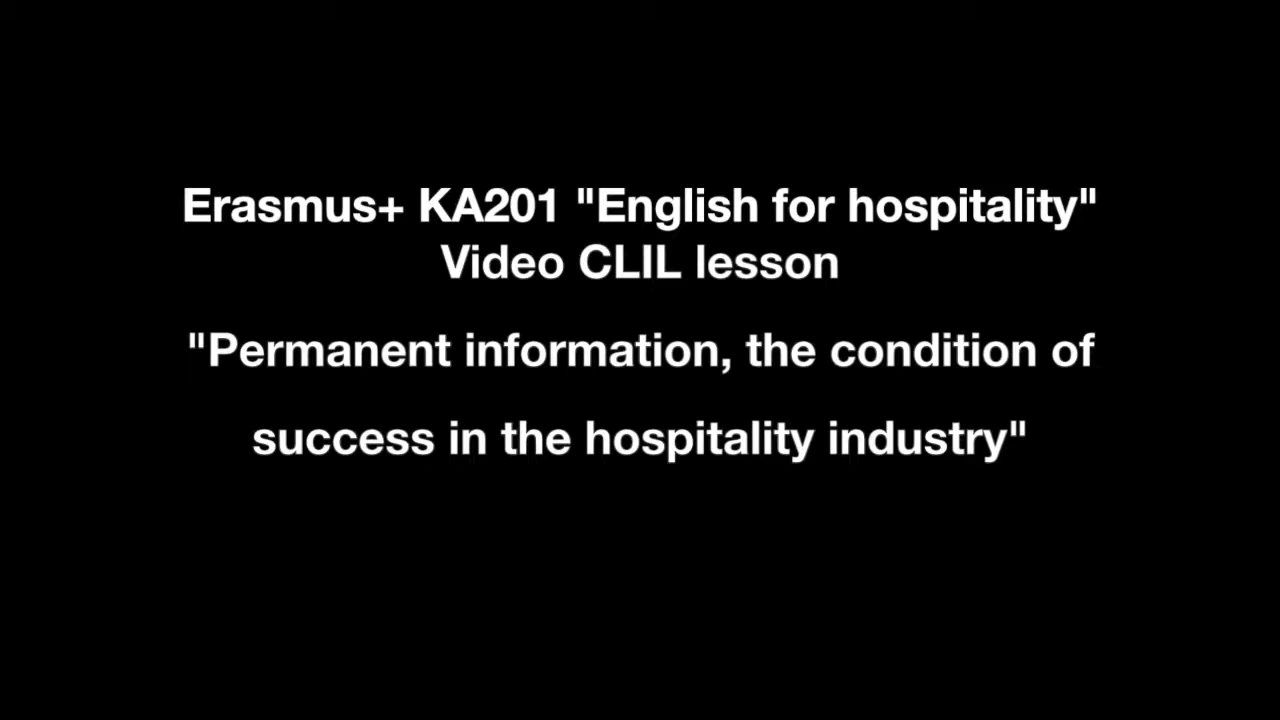 Erasmus+ KA201 "English for hospitality"
Video CLIL lesson
"Permanent information, the condition of
success in the hospitality industry"